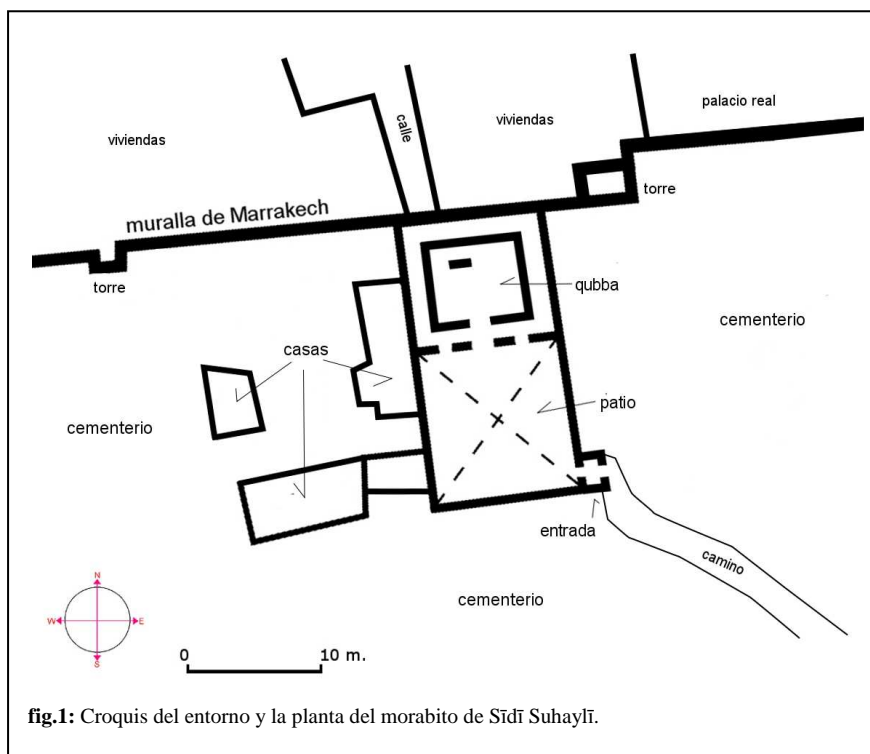 palacio real
viviendas
calle
viviendas
muralla de Marrakech
torre
torre
qubba
cementerio
casas
patio
cementerio
entrada
camino
cementerio
N
W
E
S
0 10 m.
fig.1: Croquis del entorno y la planta del morabito de Sīdī Suhaylī.